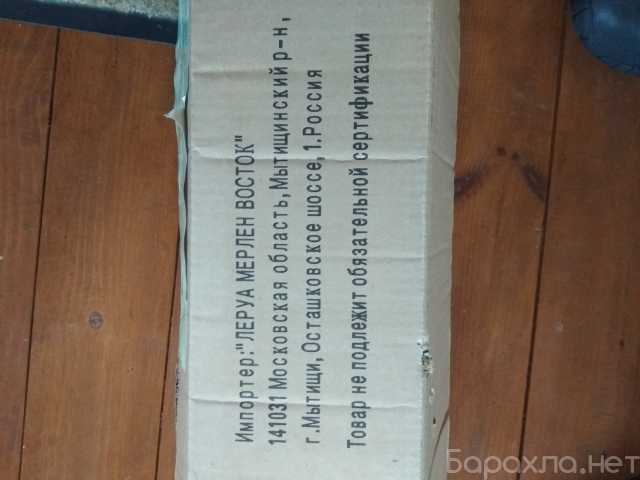 Импортер:"ЛЕРУА МЕРЛЕН ВОСТОК"
141031 Московская область,Мытищинский р-н,
г.Мытищи, Осташковское шоссе,1.Россия
Товар не подлежит обязательной сертификации
Барахла.нет